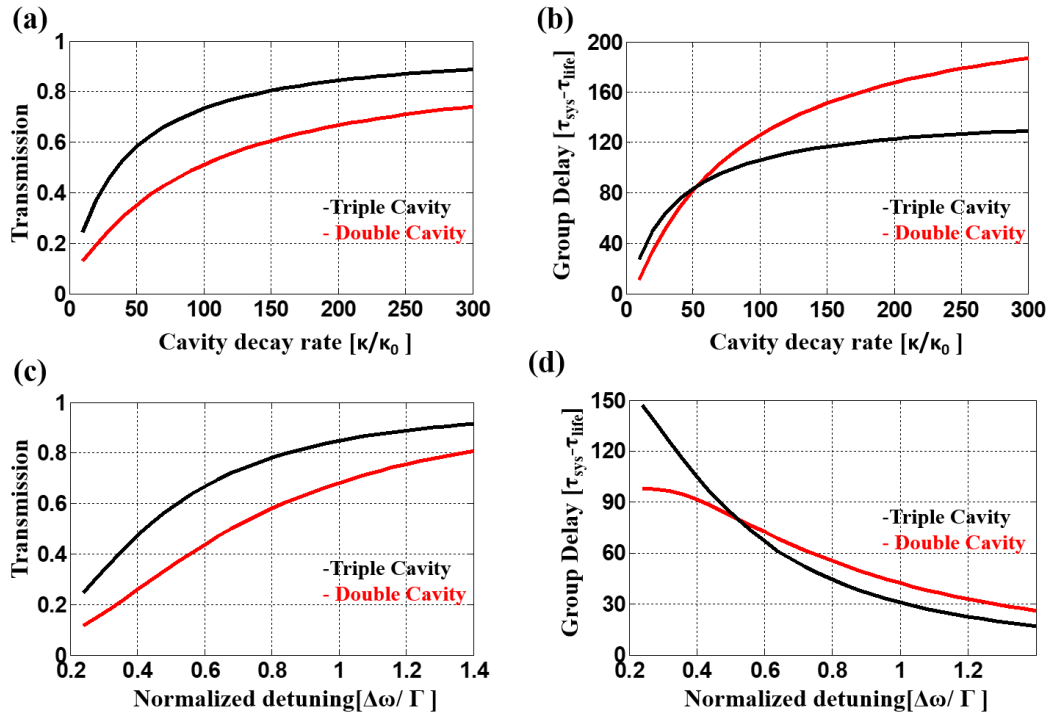 (a)
1
0.8
0.6
0.4
0.2
0
Transmission
-Triple Cavity
- Double Cavity
0 50 100 150 200 250 300
Cavity decay rate [κ/κ₀ ]
(b)
200
160
120
80
40
0
Group Delay [τsys-τlife]
-Triple Cavity
- Double Cavity
0 50 100 150 200 250 300
Cavity decay rate [κ/κ₀ ]
(c)
1
0.8
0.6
0.4
0.2
0
Transmission
-Triple Cavity
- Double Cavity
0.2 0.4 0.6 0.8 1 1.2 1.4
Normalized detuning[Δω/ Γ ]
(d)
150
120
90
60
30
0
Group Delay [τsys-τlife]
-Triple Cavity
- Double Cavity
0.2 0.4 0.6 0.8 1 1.2
Normalized detuning[Δω/ Γ ]